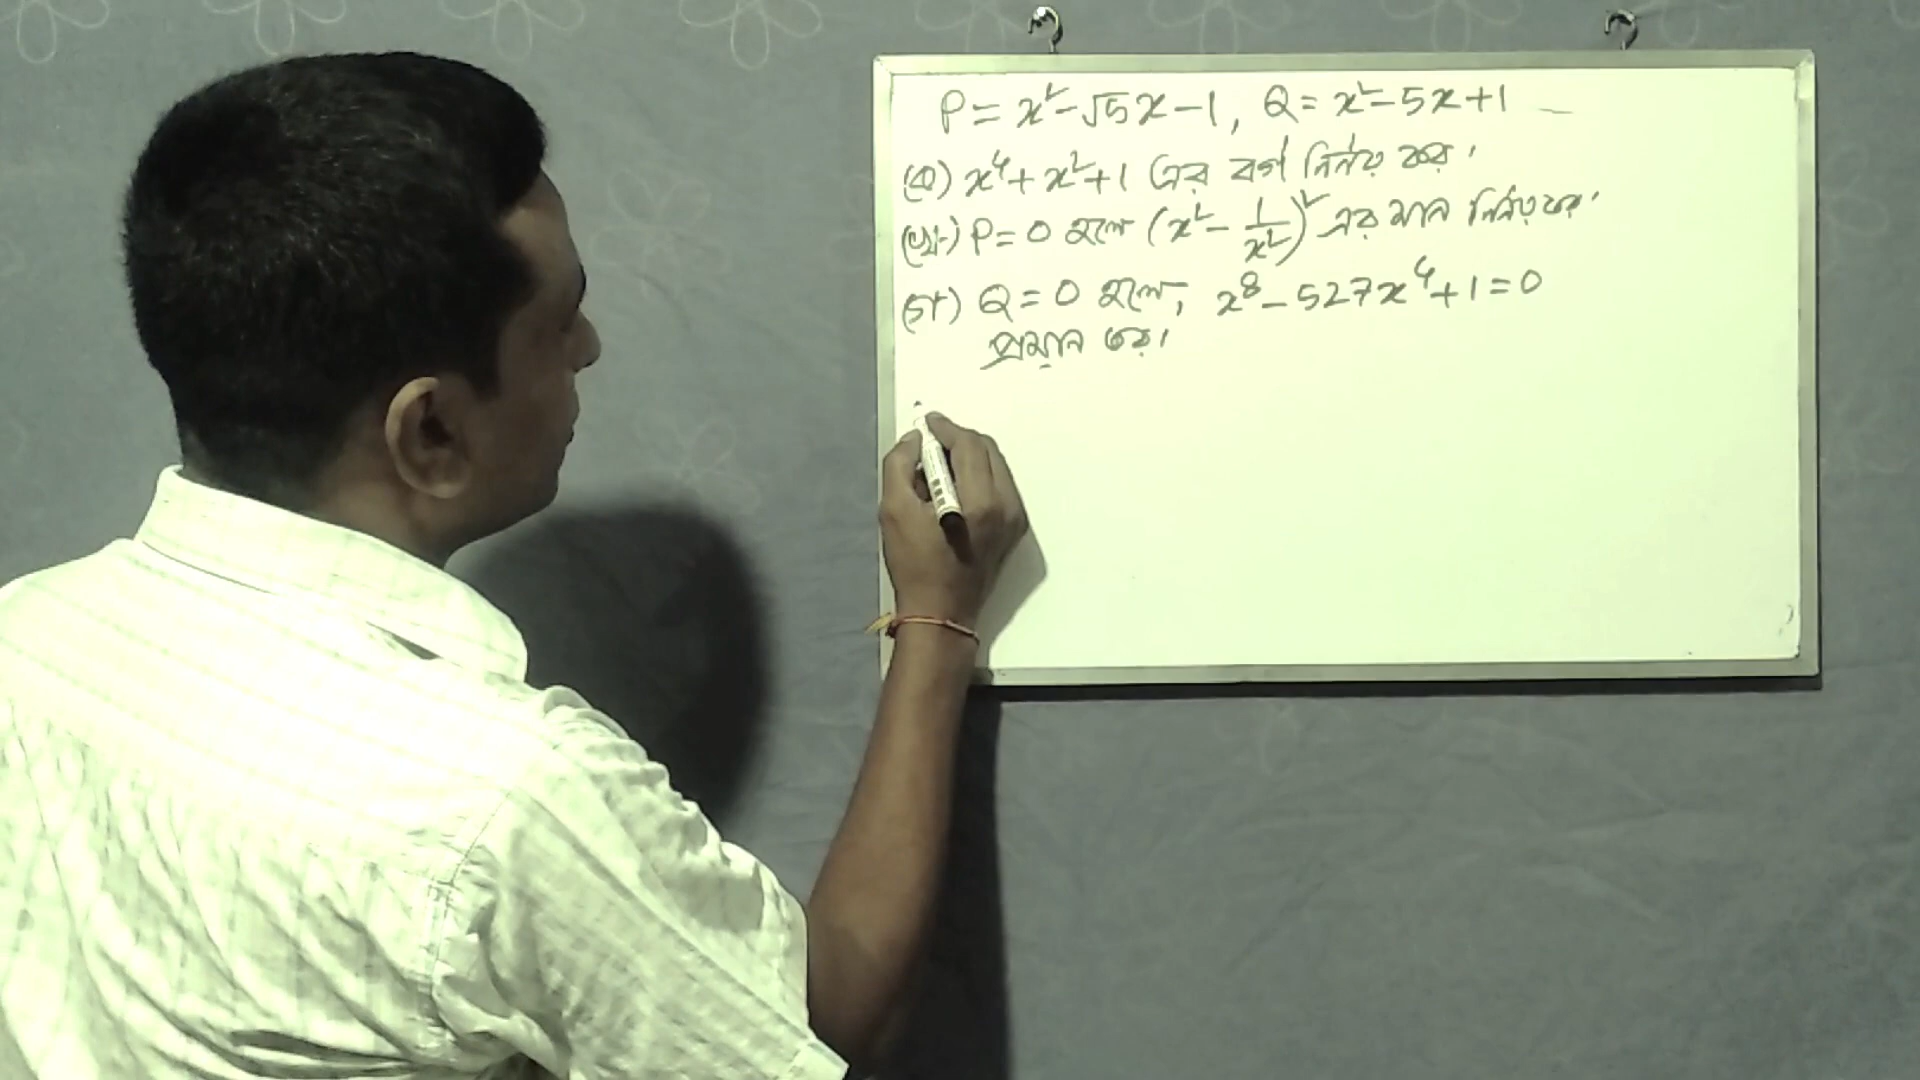 P = x² - √5x - 1, Q = x² - 5x + 1
(ক) x⁴ + x² + 1 এর বর্গ নির্ণয় কর।
(খ) P = 0 হলে (x² - 1/x²)² এর মান নির্ণয় কর।
(গ) Q = 0 হলে, x⁸ - 527x⁴ + 1 = 0
প্রমান কর।